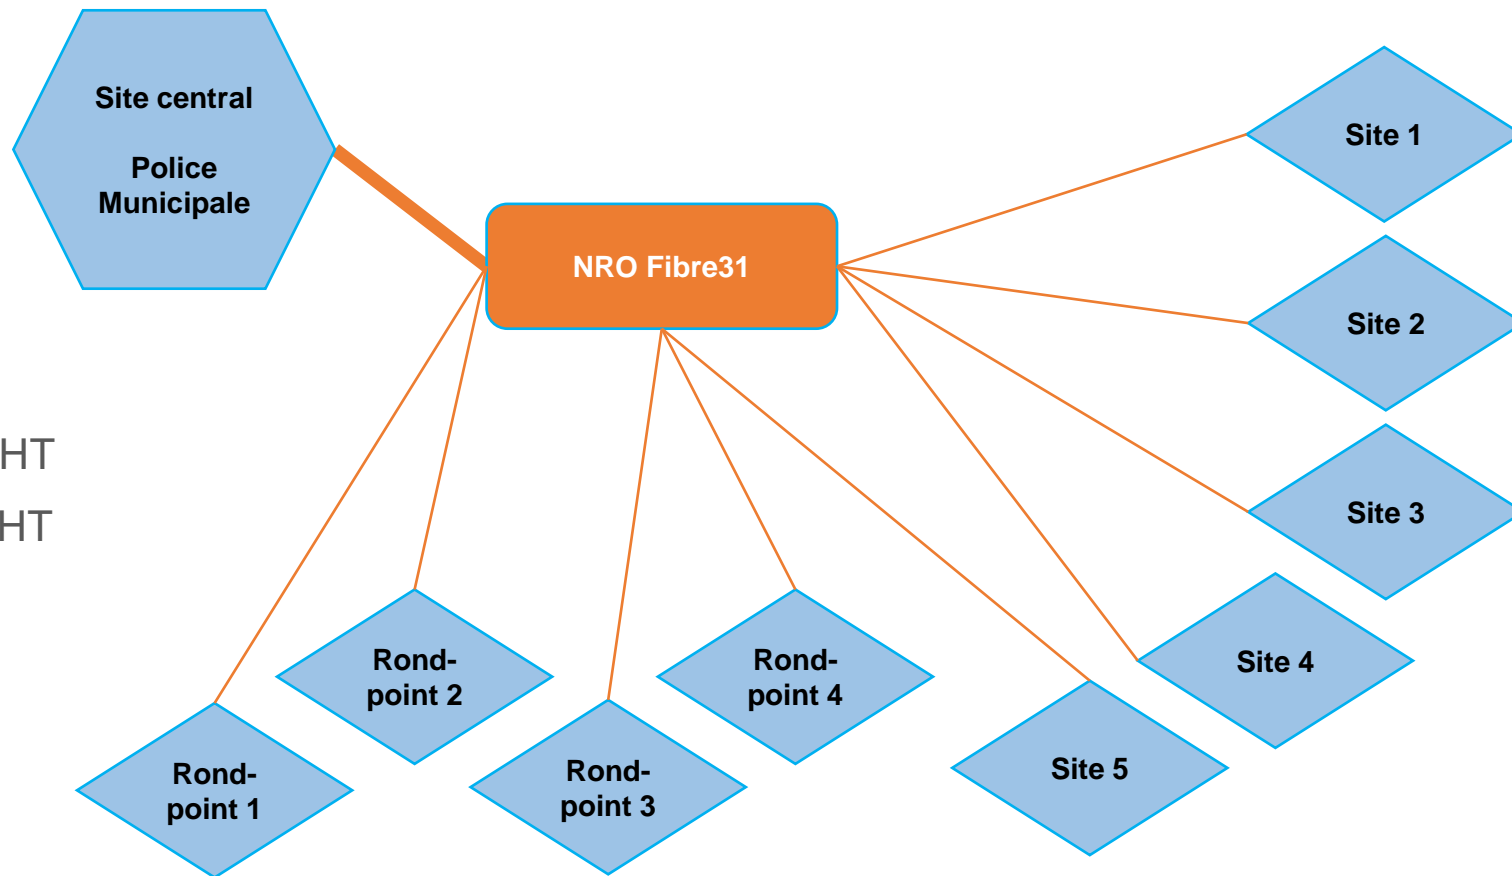 Site central
Police
Municipale
NRO Fibre31
Site 1
Site 2
Site 3
HT
HT
Rond-
point 2
Rond-
point 4
Site 4
Rond-
point 1
Rond-
point 3
Site 5